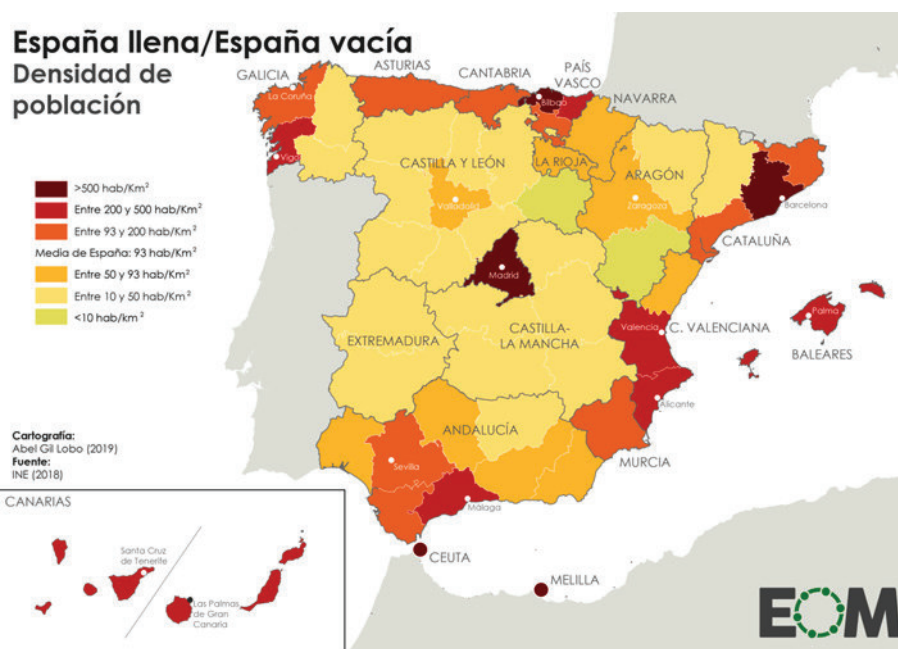 España llena/España vacía
Densidad de
población
>500 hab/Km²
Entre 200 y 500 hab/Km²
Entre 93 y 200 hab/Km²
Media de España: 93 hab/Km²
Entre 50 y 93 hab/Km²
Entre 10 y 50 hab/Km²
<10 hab/km²
GALICIA
ASTURIAS
CANTABRIA
PAÍS
VASCO
NAVARRA
La Coruña
Bilbao
Vigo
CASTILLA Y LEÓN
LA RIOJA
ARAGÓN
Valladolid
Zaragoza
Barcelona
CATALUÑA
Madrid
EXTREMADURA
CASTILLA-
LA MANCHA
Valencia
C. VALENCIANA
Palma
BALEARES
Alicante
ANDALUCÍA
MURCIA
Sevilla
Málaga
CEUTA
MELILLA
Cartografía:
Abel Gil Lobo (2019)
Fuente:
INE (2018)
CANARIAS
Santa Cruz
de Tenerife
Las Palmas
de Gran
Canaria
EOM